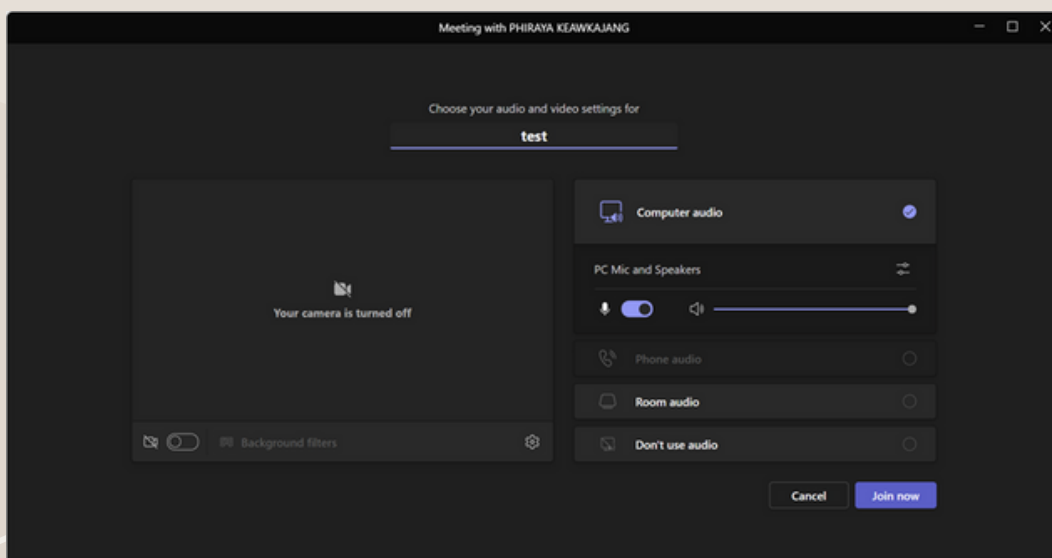 Meeting with PHIRAYA KEAWKAJANG
Choose your audio and video settings for
test
Your camera is turned off
Background filters
Computer audio
PC Mic and Speakers
Phone audio
Room audio
Don't use audio
Cancel
Join now